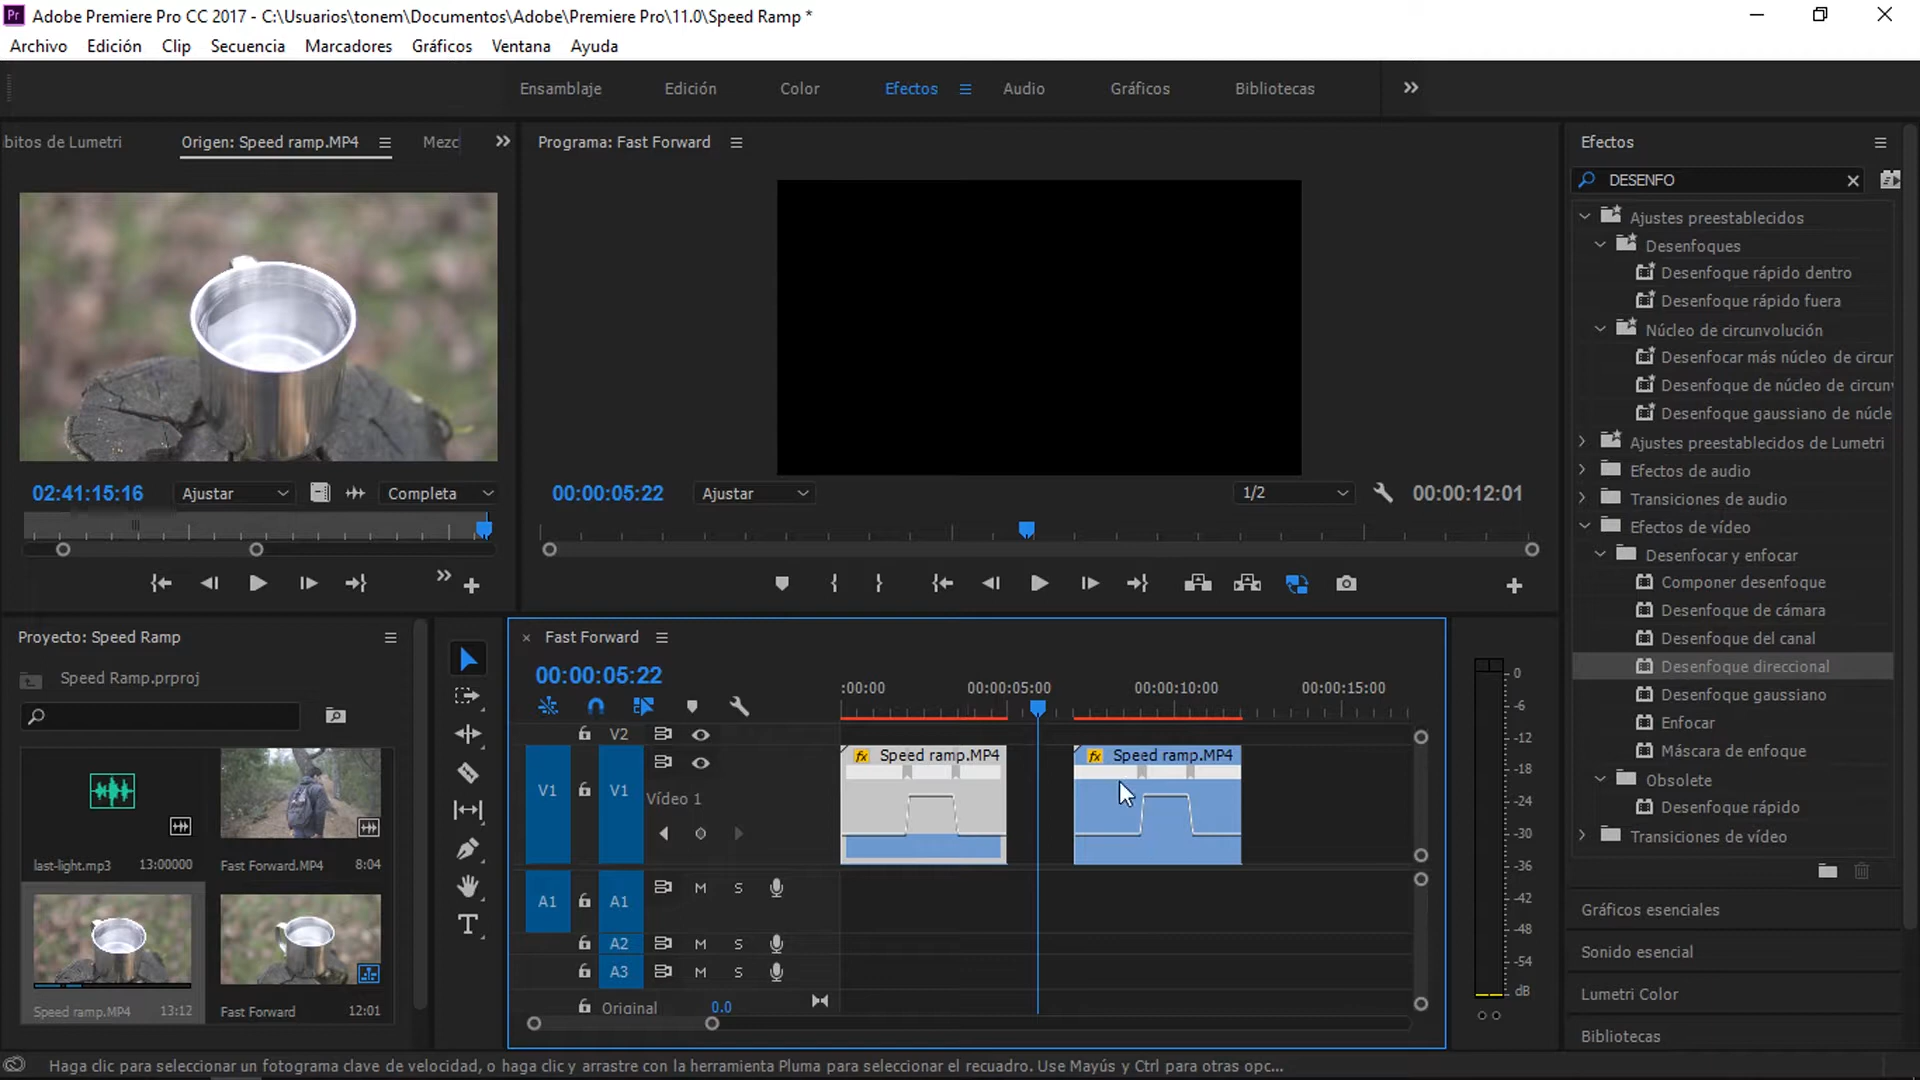 Pr Adobe Premiere Pro CC 2017 - C:\Usuarios\tonem\Documentos\Adobe\Premiere Pro\11.0\Speed Ramp *
Archivo Edición Clip Secuencia Marcadores Gráficos Ventana Ayuda
Ensamblaje Edición Color Efectos Audio Gráficos Bibliotecas
bitos de Lumetri Origen: Speed ramp.MP4 Mezc
Programa: Fast Forward
Efectos
DESENFO
Ajustes preestablecidos
Desenfoques
Desenfoque rápido dentro
Desenfoque rápido fuera
Núcleo de circunvolución
Desenfocar más núcleo de circur
Desenfoque de núcleo de circun
Desenfoque gaussiano de núcle
Ajustes preestablecidos de Lumetri
Efectos de audio
Transiciones de audio
Efectos de vídeo
Desenfocar y enfocar
Componer desenfoque
Desenfoque de cámara
Desenfoque del canal
Desenfoque direccional
Desenfoque gaussiano
Enfocar
Máscara de enfoque
Obsolete
Desenfoque rápido
Transiciones de vídeo
Gráficos esenciales
Sonido esencial
Lumetri Color
Bibliotecas
02:41:15:16 Ajustar Completa
00:00:05:22 Ajustar 1/2 00:00:12:01
Proyecto: Speed Ramp
Speed Ramp.prproj
last-light.mp3 13:00000
Fast Forward.MP4 8:04
Speed ramp.MP4 13:12
Fast Forward 12:01
Fast Forward
00:00:05:22
:00:00 00:00:05:00 00:00:10:00 00:00:15:00
V2
V1 V1 Vídeo 1
fx Speed ramp.MP4
fx Speed ramp.MP4
A1 A1 M S
A2 M S
A3 M S
Original 0.0
0
-6
-12
-18
-24
-30
-36
-42
-48
-54
dB
Haga clic para seleccionar un fotograma clave de velocidad, o haga clic y arrastre con la herramienta Pluma para seleccionar el recuadro. Use Mayús y Ctrl para otras opc...